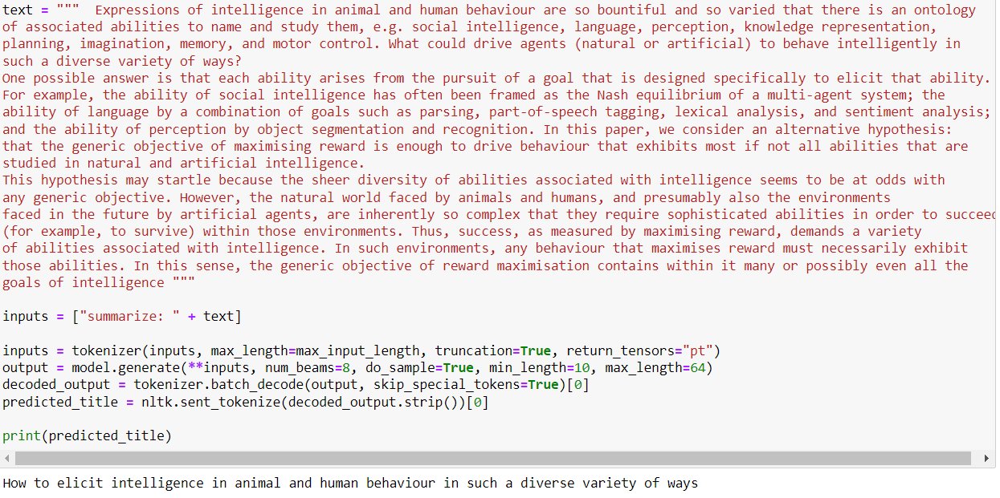 text = """  Expressions of intelligence in animal and human behaviour are so bountiful and so varied that there is an ontology
of associated abilities to name and study them, e.g. social intelligence, language, perception, knowledge representation,
planning, imagination, memory, and motor control. What could drive agents (natural or artificial) to behave intelligently in
such a diverse variety of ways?
One possible answer is that each ability arises from the pursuit of a goal that is designed specifically to elicit that ability.
For example, the ability of social intelligence has often been framed as the Nash equilibrium of a multi-agent system; the
ability of language by a combination of goals such as parsing, part-of-speech tagging, lexical analysis, and sentiment analysis;
and the ability of perception by object segmentation and recognition. In this paper, we consider an alternative hypothesis:
that the generic objective of maximising reward is enough to drive behaviour that exhibits most if not all abilities that are
studied in natural and artificial intelligence.
This hypothesis may startle because the sheer diversity of abilities associated with intelligence seems to be at odds with
any generic objective. However, the natural world faced by animals and humans, and presumably also the environments
faced in the future by artificial agents, are inherently so complex that they require sophisticated abilities in order to succeed
(for example, to survive) within those environments. Thus, success, as measured by maximising reward, demands a variety
of abilities associated with intelligence. In such environments, any behaviour that maximises reward must necessarily exhibit
those abilities. In this sense, the generic objective of reward maximisation contains within it many or possibly even all the
goals of intelligence """
inputs = ["summarize: " + text]
inputs = tokenizer(inputs, max_length=max_input_length, truncation=True, return_tensors="pt")
output = model.generate(**inputs, num_beams=8, do_sample=True, min_length=10, max_length=64)
decoded_output = tokenizer.batch_decode(output, skip_special_tokens=True)[0]
predicted_title = nltk.sent_tokenize(decoded_output.strip())[0]
print(predicted_title)
How to elicit intelligence in animal and human behaviour in such a diverse variety of ways